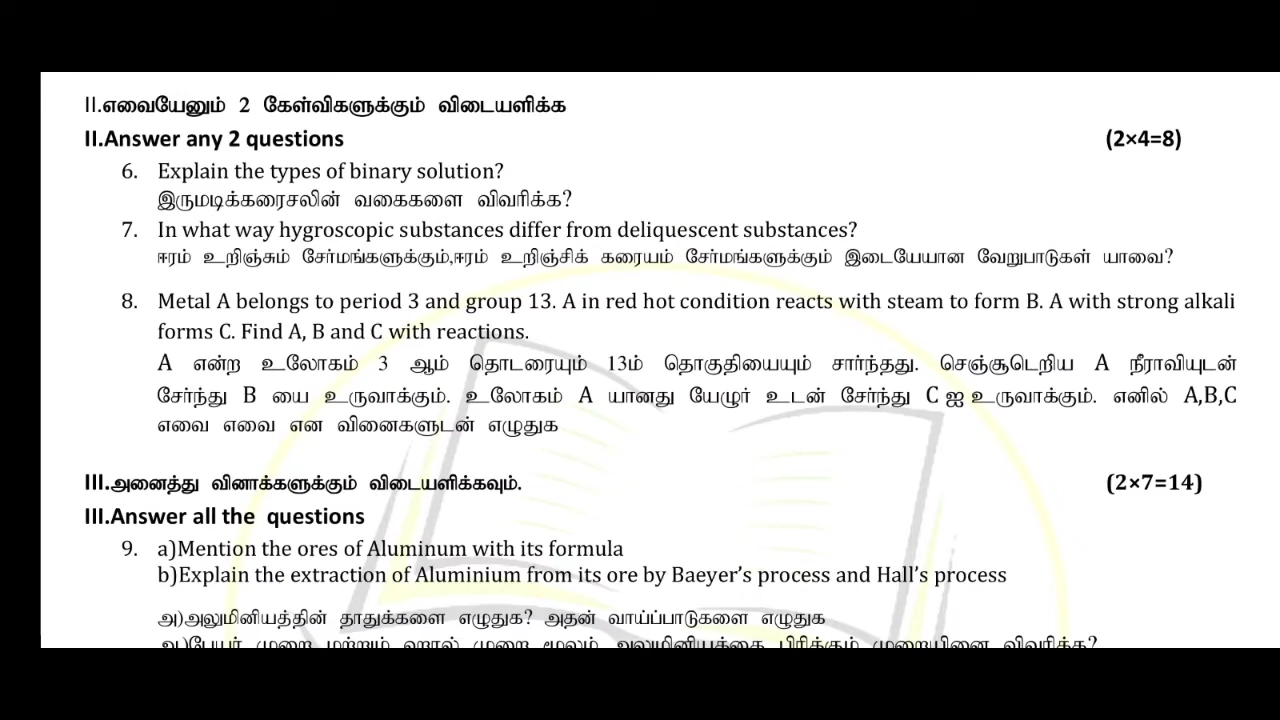 II.எவையேனும் 2 கேள்விகளுக்கும் விடையளிக்க
II.Answer any 2 questions (2×4=8)
6. Explain the types of binary solution?
இருமடிக்கரைசலின் வகைகளை விவரிக்க?
7. In what way hygroscopic substances differ from deliquescent substances?
ஈரம் உறிஞ்சும் சேர்மங்களுக்கும்,ஈரம் உறிஞ்சிக் கரையம் சேர்மங்களுக்கும் இடையேயான வேறுபாடுகள் யாவை?
8. Metal A belongs to period 3 and group 13. A in red hot condition reacts with steam to form B. A with strong alkali
forms C. Find A, B and C with reactions.
A என்ற உலோகம் 3 ஆம் தொடரையும் 13ம் தொகுதியையும் சார்ந்தது. செஞ்சூடெறிய A நீராவியுடன்
சேர்ந்து B யை உருவாக்கும். உலோகம் A யானது யேழுர் உடன் சேர்ந்து C ஐ உருவாக்கும். எனில் A,B,C
எவை எவை என வினைகளுடன் எழுதுக
III.அனைத்து வினாக்களுக்கும் விடையளிக்கவும். (2×7=14)
III.Answer all the questions
9. a)Mention the ores of Aluminum with its formula
b)Explain the extraction of Aluminium from its ore by Baeyer's process and Hall's process
அ)அலுமினியத்தின் தாதுக்களை எழுதுக? அதன் வாய்ப்பாடுகளை எழுதுக
ஆ)பேயர் முறை மற்றும் ஹால் முறை மூலம் அலுமினியத்தை பிரிக்கும் முறையினை விவரிக்க?